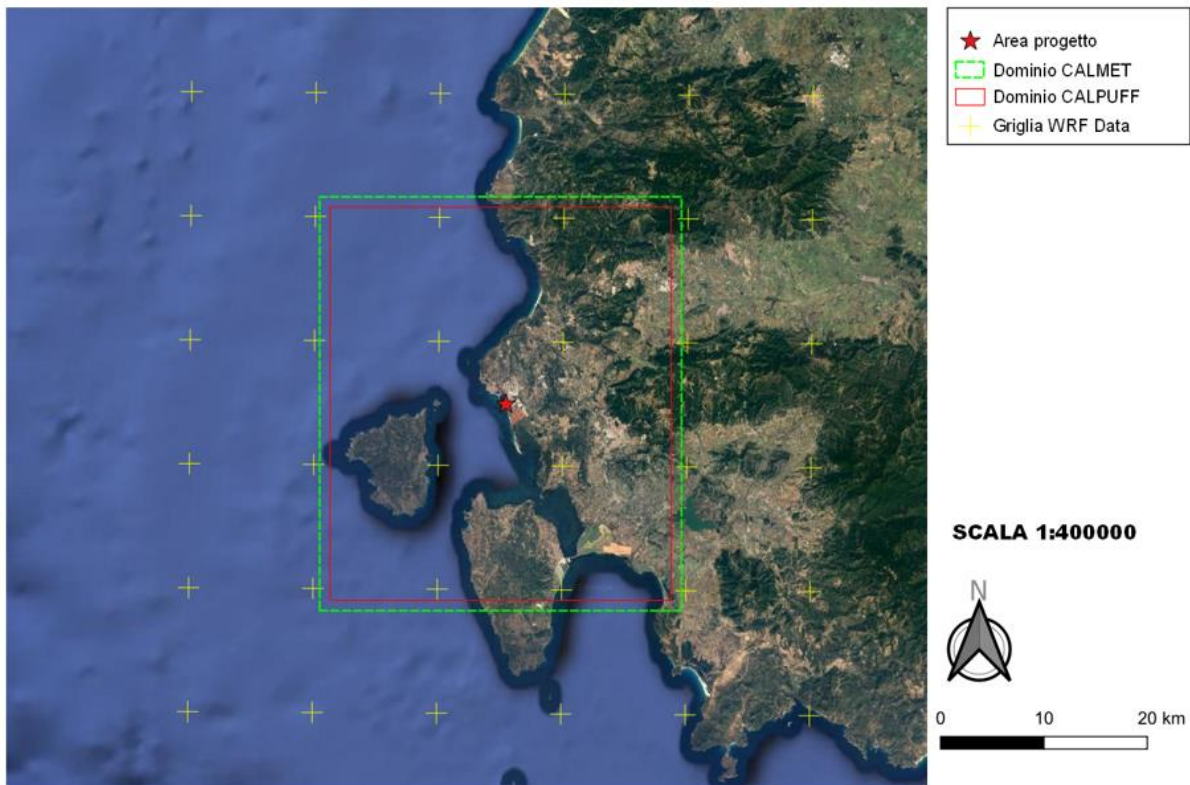 Area progetto
Dominio CALMET
Dominio CALPUFF
Griglia WRF Data
SCALA 1:400000
N
0 10 20 km